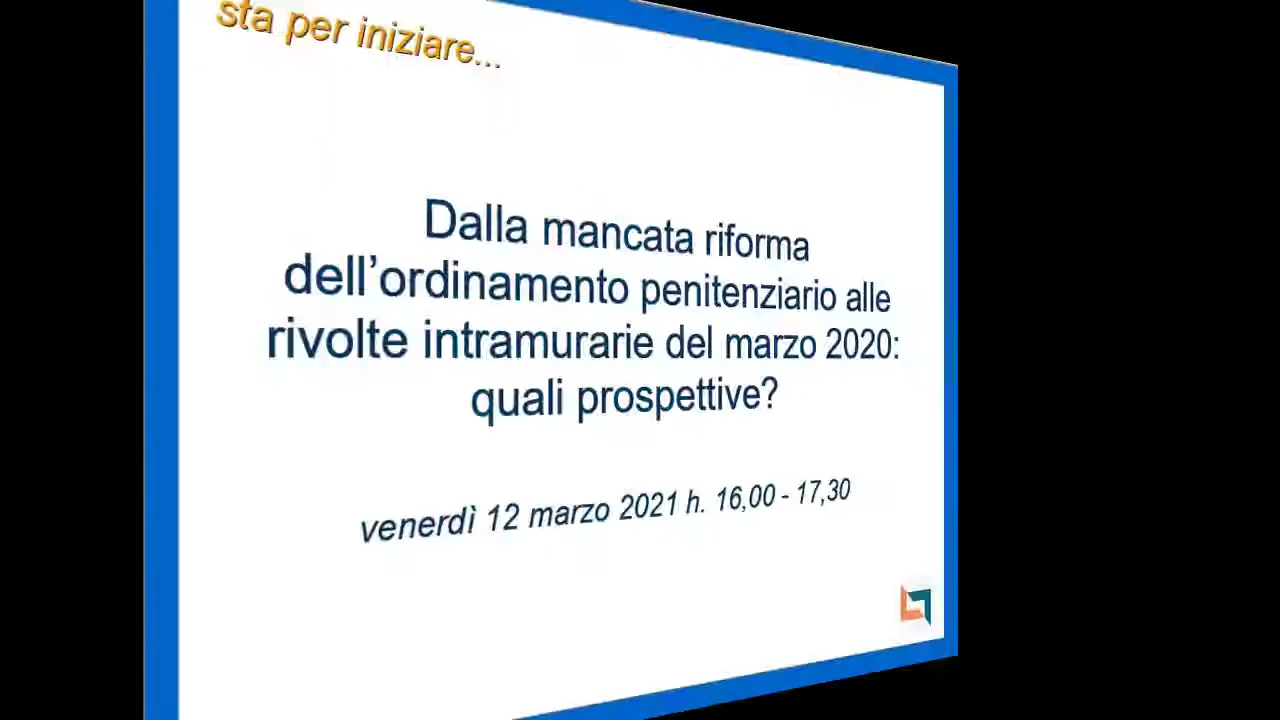 sta per iniziare...
Dalla mancata riforma
dell’ordinamento penitenziario alle
rivolte intramurarie del marzo 2020:
quali prospettive?
venerdì 12 marzo 2021 h. 16,00 - 17,30